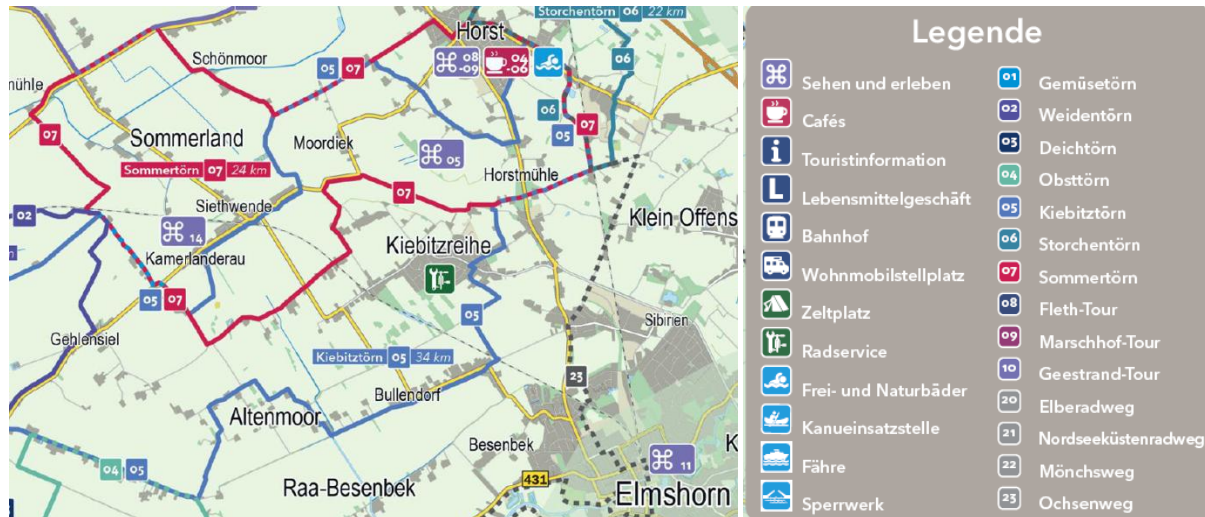 Storchentörn 06 22 km
Horst
Schönmoor
08
-09
04
-06
06
05 07
mühle
07
Sommerland
Moordiek
05
06
05
07
Sommertörn 07 24 km
Horstmühle
02
Siethwende
07
Klein Offens
14
Kamerlanderau
Kiebitzreihe
05 07
05
Sibirien
Gehlensiel
Kiebitztörn 05 34 km
23
Bullendorf
Altenmoor
Besenbek
04 05
11
K
431
Raa-Besenbek
Elmshorn
Legende
Sehen und erleben
Cafés
Touristinformation
Lebensmittelgeschäft
Bahnhof
Wohnmobilstellplatz
Zeltplatz
Radservice
Frei- und Naturbäder
Kanueinsatzstelle
Fähre
Sperrwerk
01 Gemüsetörn
02 Weidentörn
03 Deichtörn
04 Obsttörn
05 Kiebitztörn
06 Storchentörn
07 Sommertörn
08 Fleth-Tour
09 Marschhof-Tour
10 Geestrand-Tour
20 Elberadweg
21 Nordseeküstenradweg
22 Mönchsweg
23 Ochsenweg